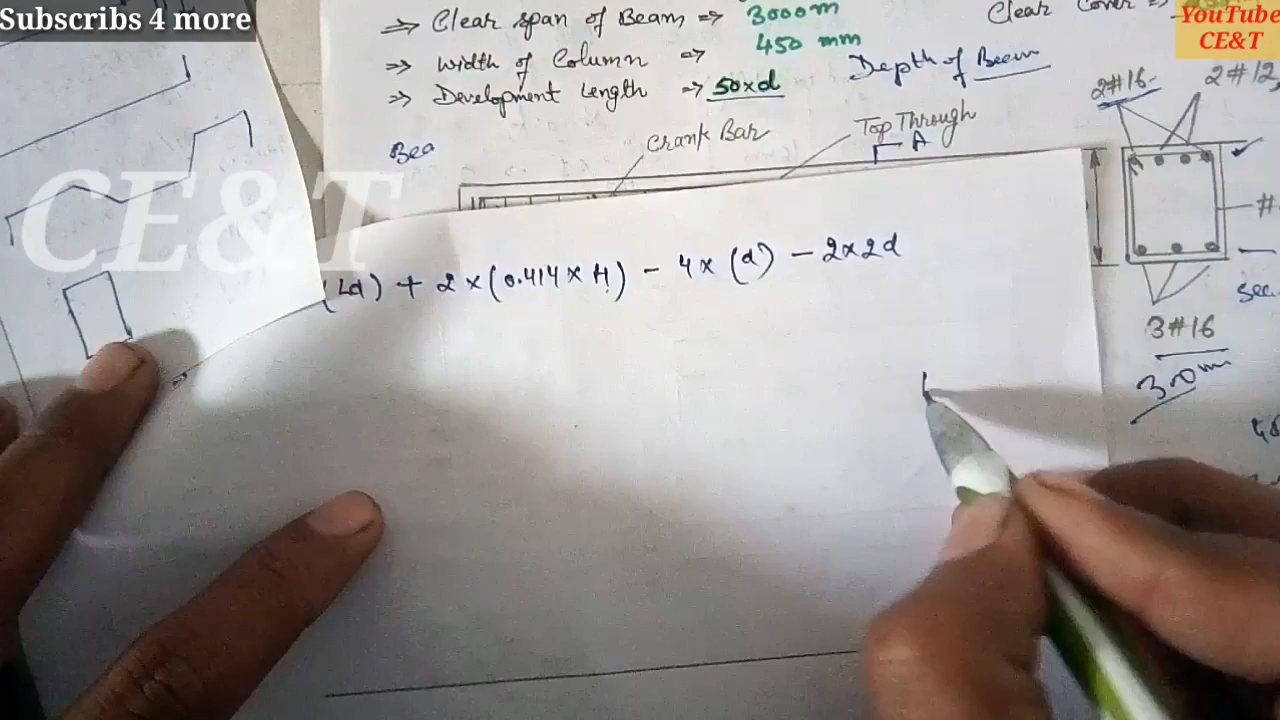 Subscribs 4 more
YouTube
CE&T
⇒ Clear span of Beam ⇒ 3000m
Clear Cover ⇒
⇒ Width of Column ⇒ 450 mm
Depth of Beam
⇒ Development Length ⇒ 50xd
2#16
2#12
Crank Bar
Top Through
A
Bea
CE&T
(Ld) + 2 x (0.414 x H) - 4 x (d) - 2x2d
#
Sec
3#16